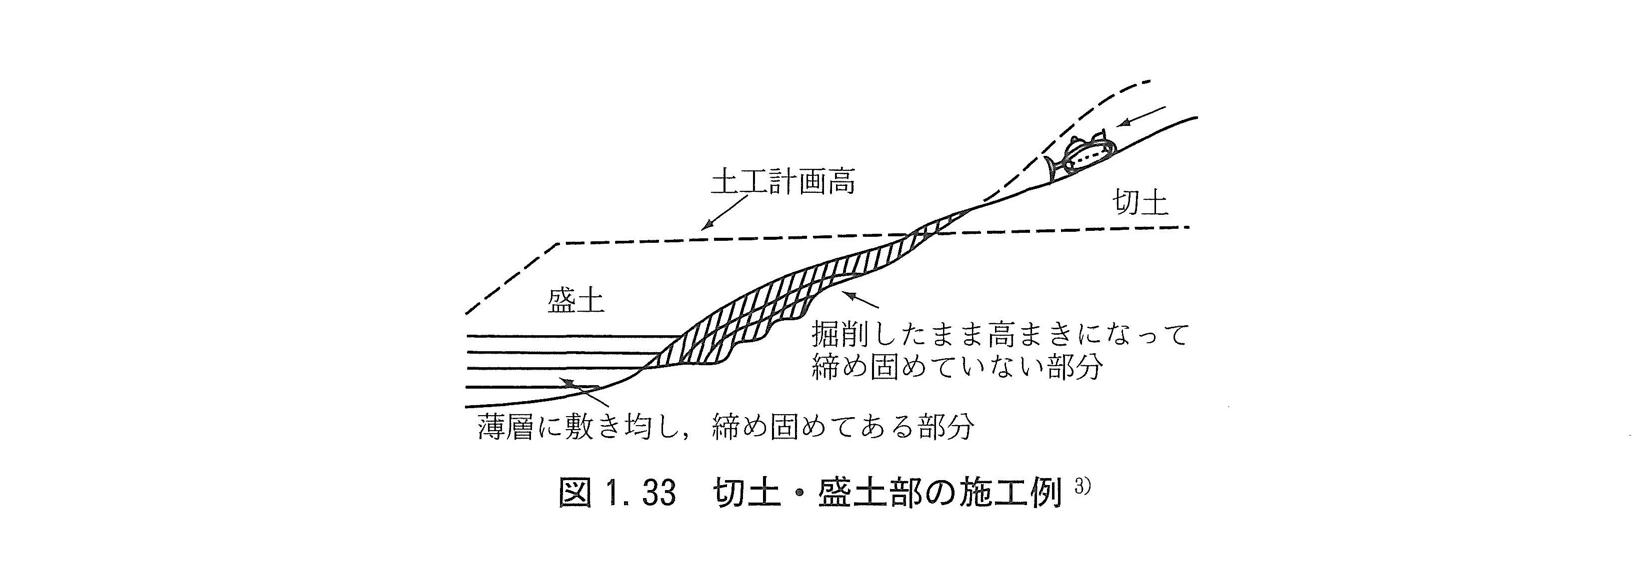 土工計画高
切土
盛土
掘削したまま高まきになって
締め固めていない部分
薄層に敷き均し，締め固めてある部分
図1.33　切土・盛土部の施工例 3)